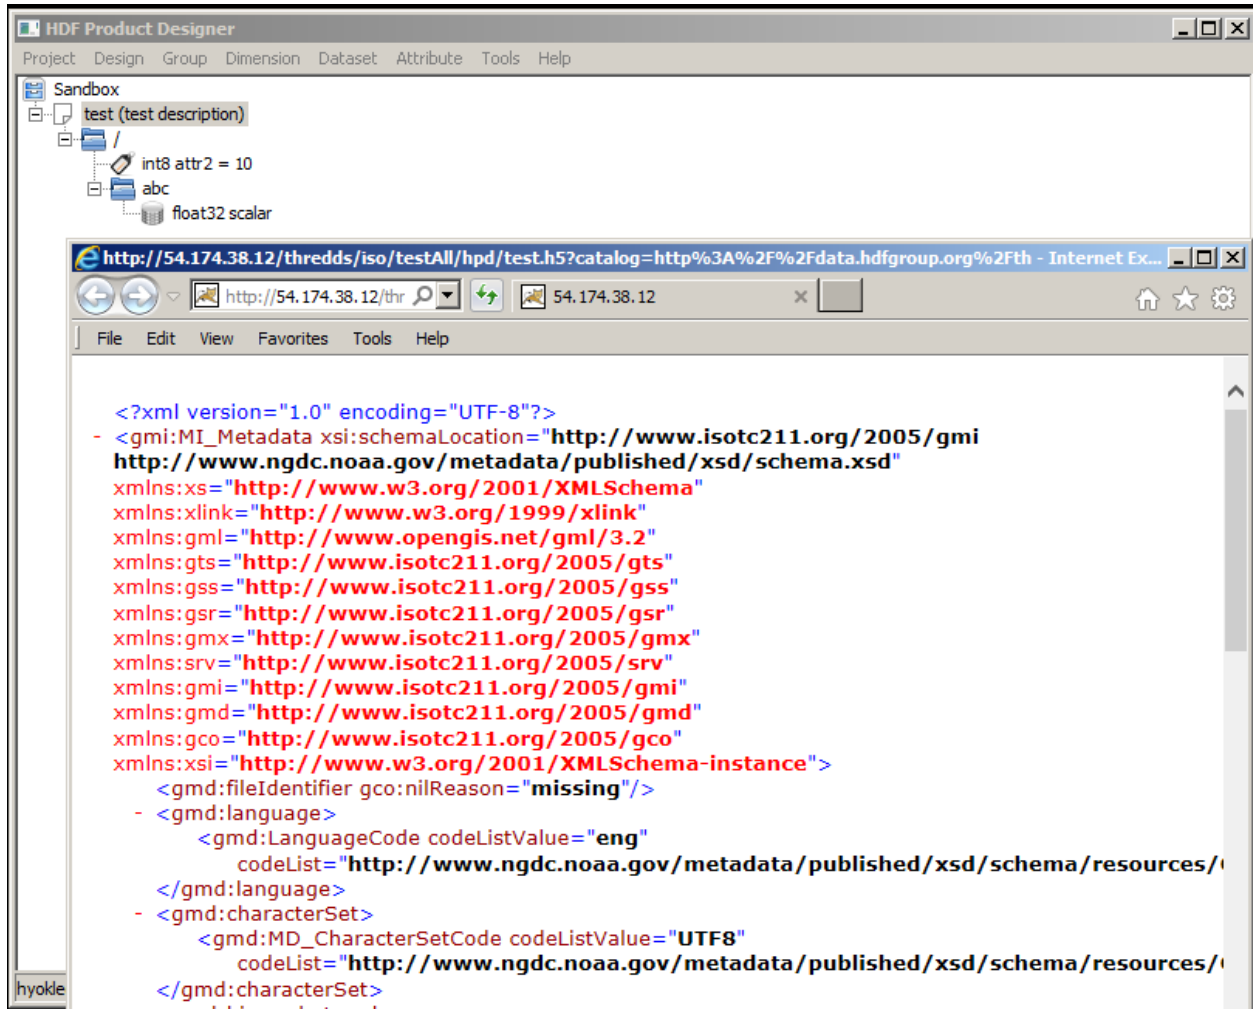 HDF Product Designer
Project Design Group Dimension Dataset Attribute Tools Help
Sandbox
test (test description)
/
int8 attr2 = 10
abc
float32 scalar
http://54.174.38.12/thredds/iso/testAll/hpd/test.h5?catalog=http%3A%2F%2Fdata.hdfgroup.org%2Fth - Internet Ex...
http://54.174.38.12/thr 54.174.38.12
File Edit View Favorites Tools Help
<?xml version="1.0" encoding="UTF-8"?>
- <gmi:MI_Metadata xsi:schemaLocation="http://www.isotc211.org/2005/gmi
http://www.ngdc.noaa.gov/metadata/published/xsd/schema.xsd"
xmlns:xs="http://www.w3.org/2001/XMLSchema"
xmlns:xlink="http://www.w3.org/1999/xlink"
xmlns:gml="http://www.opengis.net/gml/3.2"
xmlns:gts="http://www.isotc211.org/2005/gts"
xmlns:gss="http://www.isotc211.org/2005/gss"
xmlns:gsr="http://www.isotc211.org/2005/gsr"
xmlns:gmx="http://www.isotc211.org/2005/gmx"
xmlns:srv="http://www.isotc211.org/2005/srv"
xmlns:gmi="http://www.isotc211.org/2005/gmi"
xmlns:gmd="http://www.isotc211.org/2005/gmd"
xmlns:gco="http://www.isotc211.org/2005/gco"
xmlns:xsi="http://www.w3.org/2001/XMLSchema-instance">
<gmd:fileIdentifier gco:nilReason="missing"/>
- <gmd:language>
<gmd:LanguageCode codeListValue="eng"
codeList="http://www.ngdc.noaa.gov/metadata/published/xsd/schema/resources/
</gmd:language>
- <gmd:characterSet>
<gmd:MD_CharacterSetCode codeListValue="UTF8"
codeList="http://www.ngdc.noaa.gov/metadata/published/xsd/schema/resources/
</gmd:characterSet>
hyokle